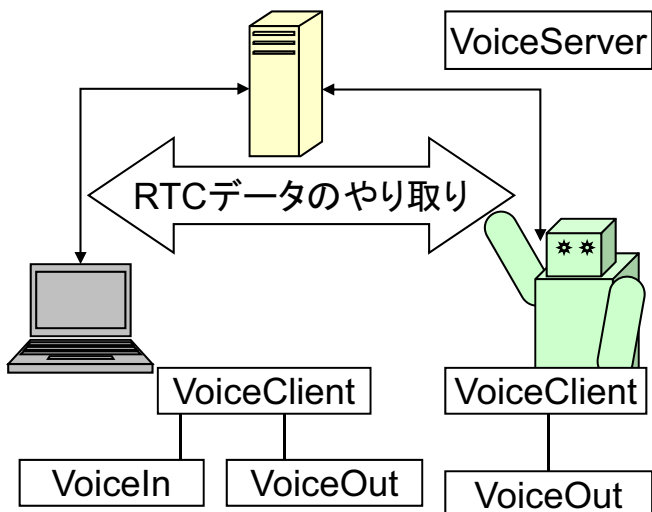 VoiceServer
RTCデータのやり取り
VoiceClient
VoiceClient
VoiceIn
VoiceOut
VoiceOut